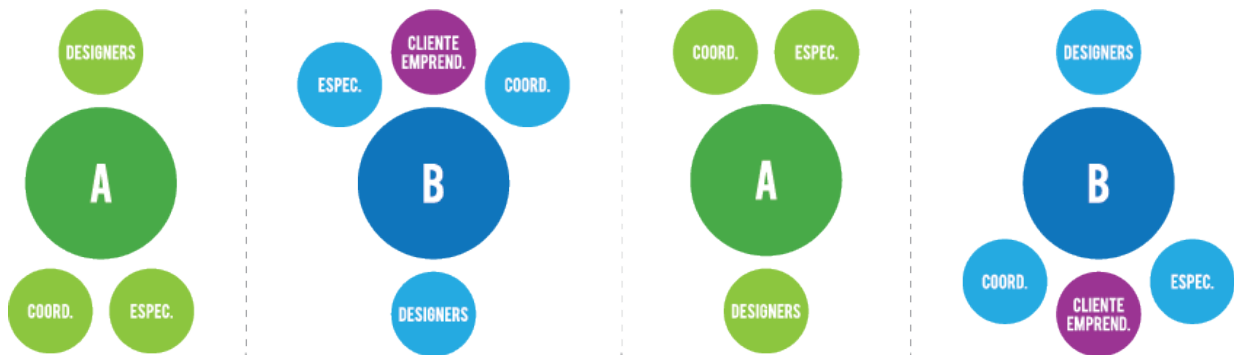 DESIGNERS
A
COORD.
ESPEC.
CLIENTE
EMPREND.
ESPEC.
COORD.
B
DESIGNERS
COORD.
ESPEC.
A
DESIGNERS
DESIGNERS
B
COORD.
ESPEC.
CLIENTE
EMPREND.